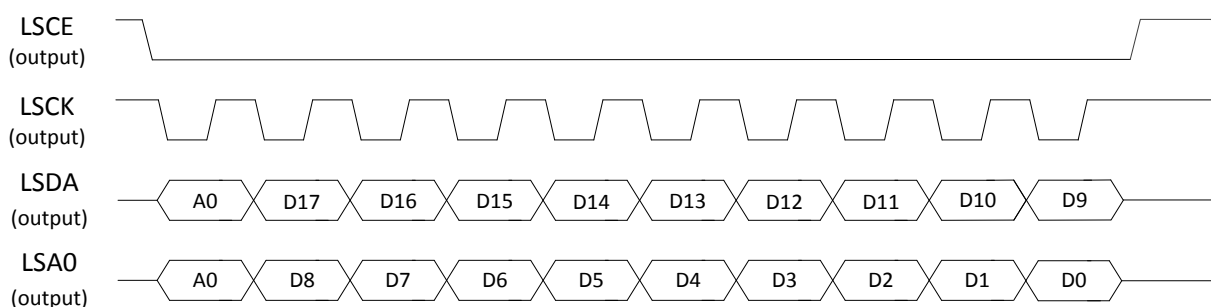 LSCE
(output)
LSCK
(output)
LSDA
(output)
A0 D17 D16 D15 D14 D13 D12 D11 D10 D9
LSA0
(output)
A0 D8 D7 D6 D5 D4 D3 D2 D1 D0